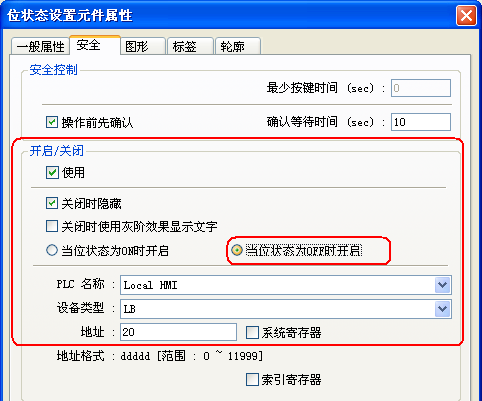 位状态设置元件属性
一般属性 安全 图形 标签 轮廓
安全控制
最少按键时间 (sec) : 0
操作前先确认 确认等待时间 (sec) : 10
开启/关闭
使用
关闭时隐藏
关闭时使用灰阶效果显示文字
当位状态为ON时开启 当位状态为OFF时开启
PLC 名称 : Local HMI
设备类型 : LB
地址 : 20 系统寄存器
地址格式 : ddddd [范围 : 0 ~ 11999]
索引寄存器